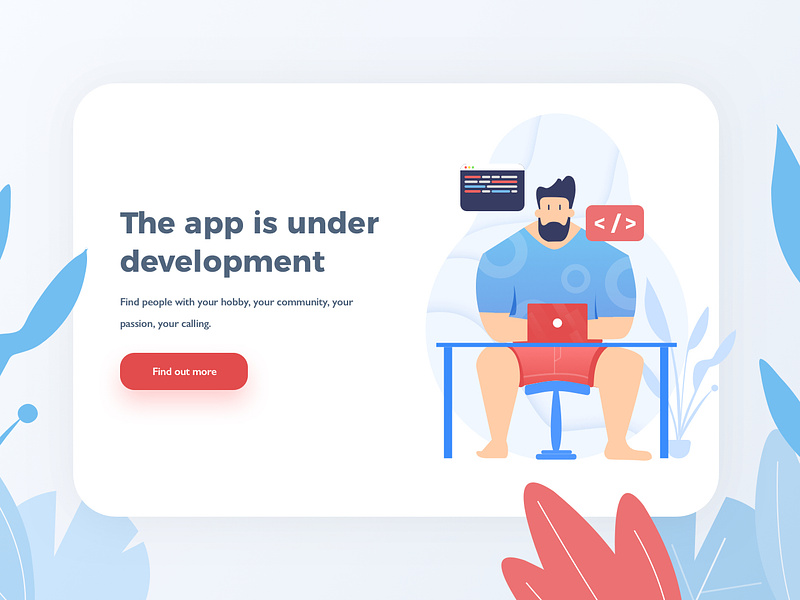 The app is under
development
Find people with your hobby, your community, your
passion, your calling.
Find out more
</>